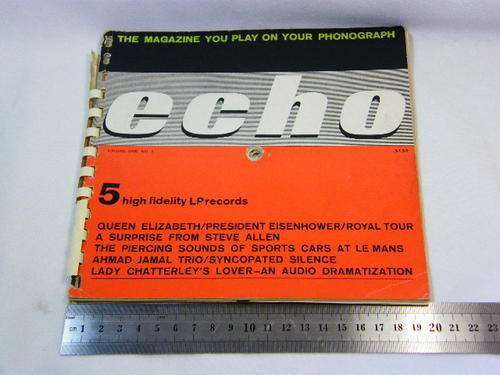 THE MAGAZINE YOU PLAY ON YOUR PHONOGRAPH
echo
5 high fidelity LP records
QUEEN ELIZABETH/PRESIDENT EISENHOWER/ROYAL TOUR
A SURPRISE FROM STEVE ALLEN
THE PIERCING SOUNDS OF SPORTS CARS AT LE MANS
AHMAD JAMAL TRIO/SYNCOPATED SILENCE
LADY CHATTERLEY'S LOVER—AN AUDIO DRAMATIZATION
cm 1 2 3 4 5 6 7 8 9 10 11 12 13 14 15 16 17 18 19 20 21 22 23